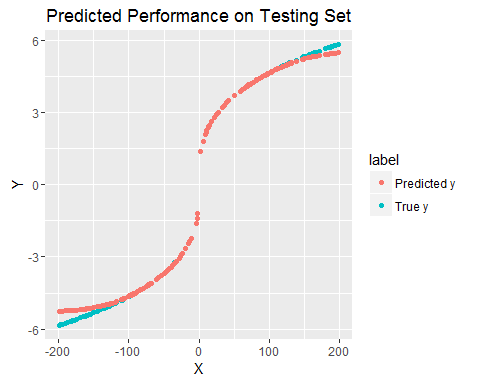 Predicted Performance on Testing Set
6
3
0
-3
-6
Y
-200
-100
0
100
200
X
label
Predicted y
True y